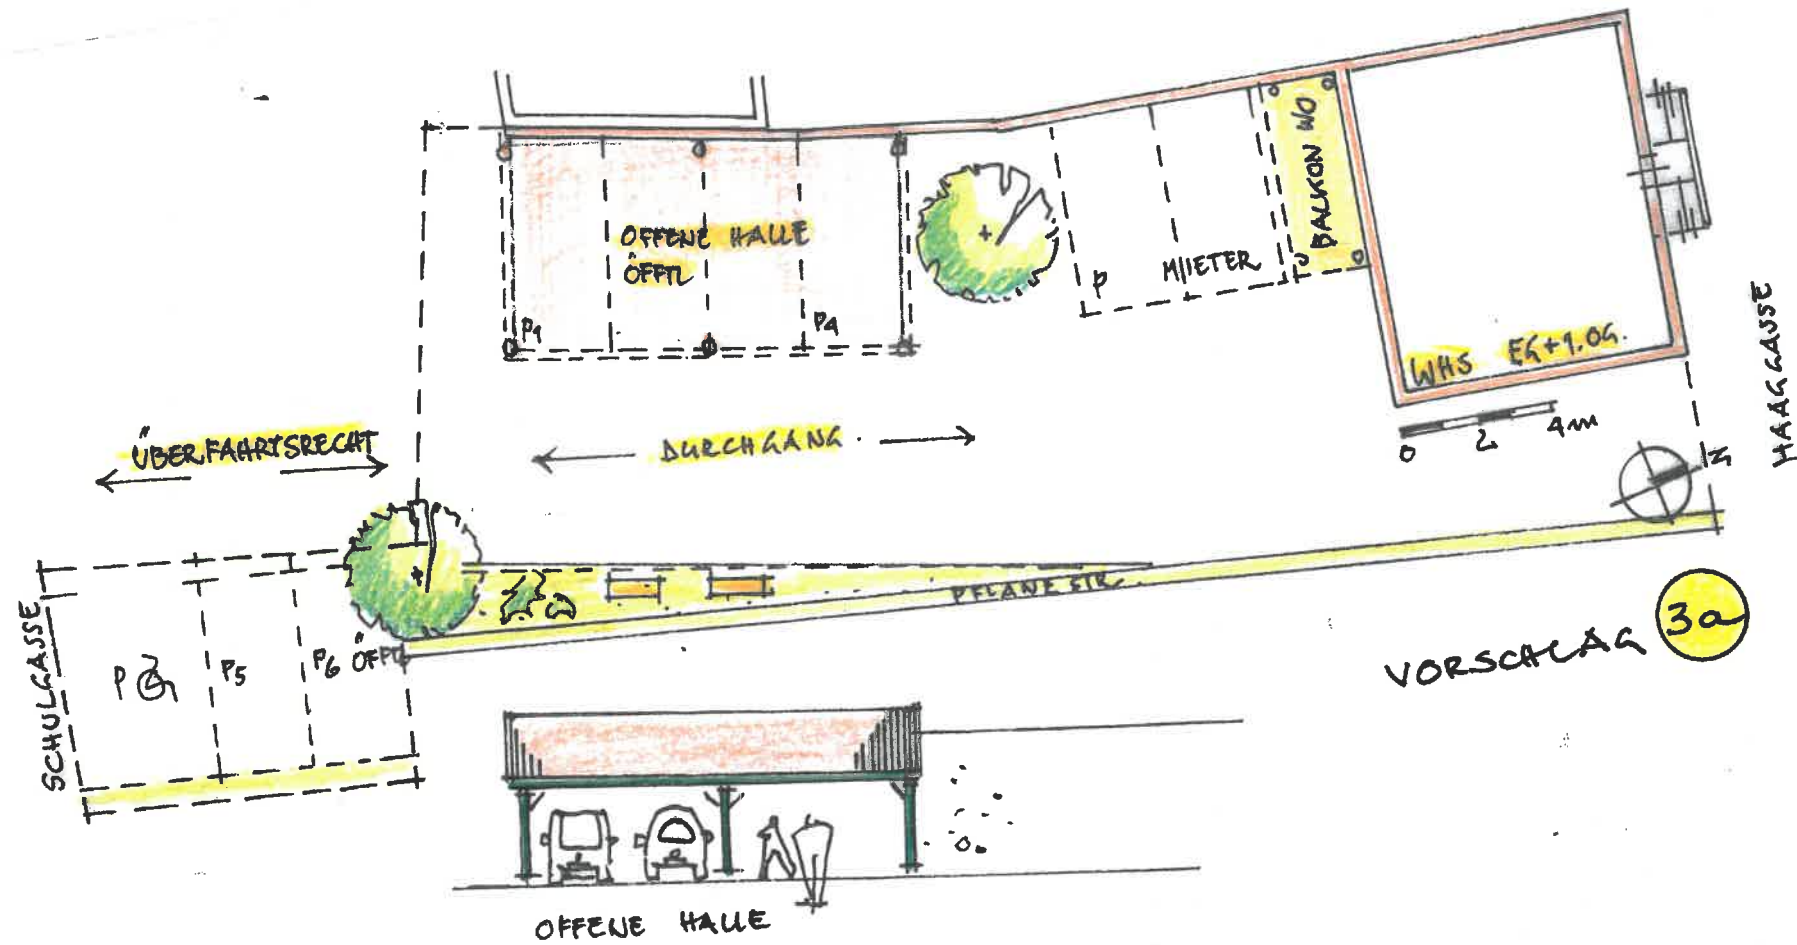 BALKON WO
OFFENE HALLE
ÖFFTL
P1
P4
P
MIETER
WHS EG+1.OG.
HAAGGASSE
0 2 4m
N
ÜBERFAHRTSRECHT
DURCHGANG
SCHULGASSE
P
P5
P6 ÖFFTL
VORSCHLAG 3a
OFFENE HALLE